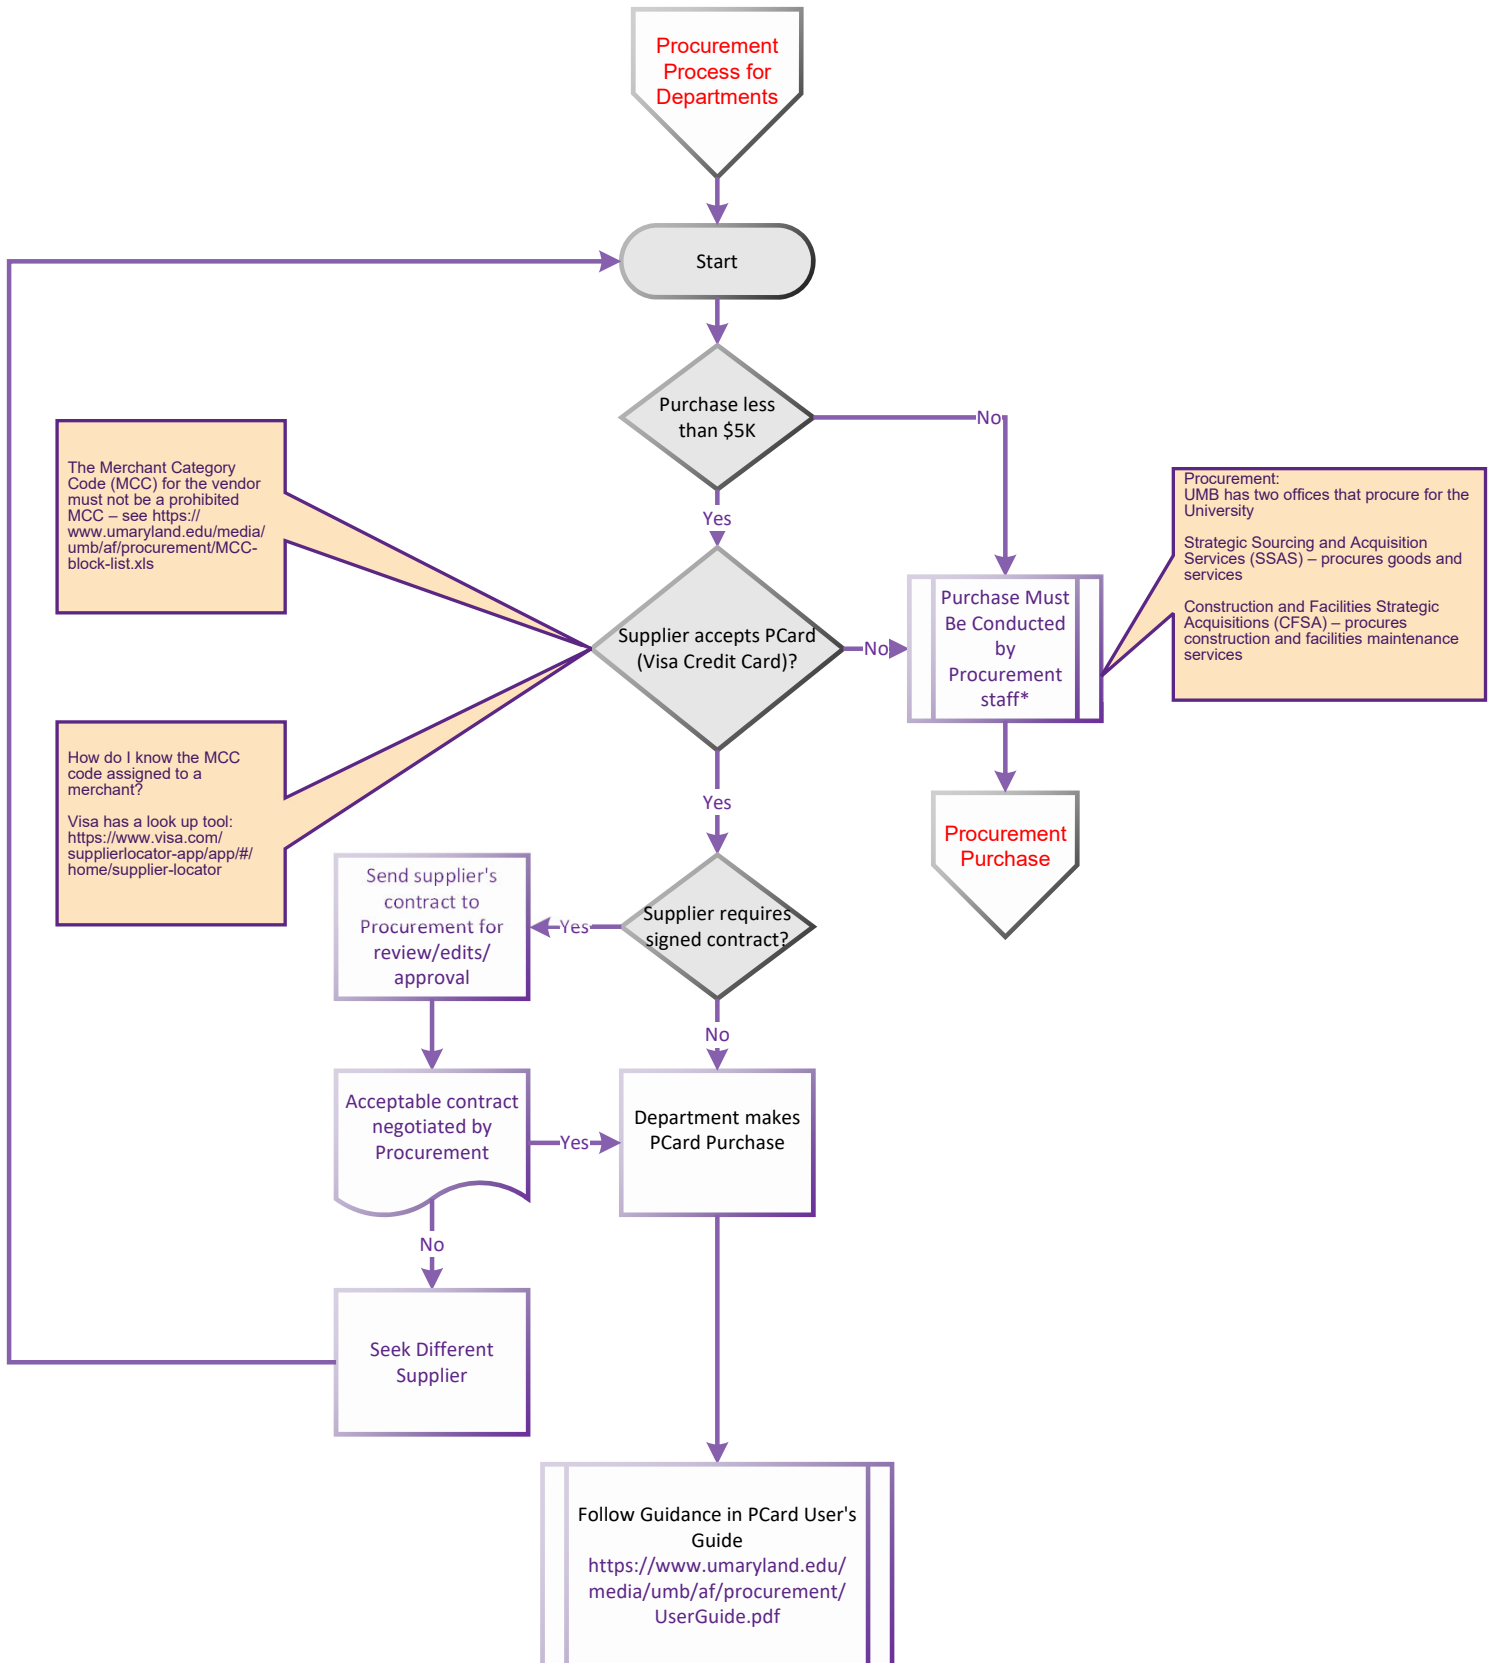 Procurement
Process for
Departments
Start
Purchase less
than $5K
No
Yes
The Merchant Category
Code (MCC) for the vendor
must not be a prohibited
MCC – see https://
www.umaryland.edu/media/
umb/af/procurement/MCC-
block-list.xls
Procurement:
UMB has two offices that procure for the
University
Strategic Sourcing and Acquisition
Services (SSAS) – procures goods and
services
Construction and Facilities Strategic
Acquisitions (CFSA) – procures
construction and facilities maintenance
services
Supplier accepts PCard
(Visa Credit Card)?
No
Purchase Must
Be Conducted
by
Procurement
staff*
How do I know the MCC
code assigned to a
merchant?
Visa has a look up tool:
https://www.visa.com/
supplierlocator-app/app/#/
home/supplier-locator
Yes
Procurement
Purchase
Send supplier's
contract to
Procurement for
review/edits/
approval
Yes
Supplier requires
signed contract?
No
Acceptable contract
negotiated by
Procurement
Yes
Department makes
PCard Purchase
No
Seek Different
Supplier
Follow Guidance in PCard User's
Guide
https://www.umaryland.edu/
media/umb/af/procurement/
UserGuide.pdf